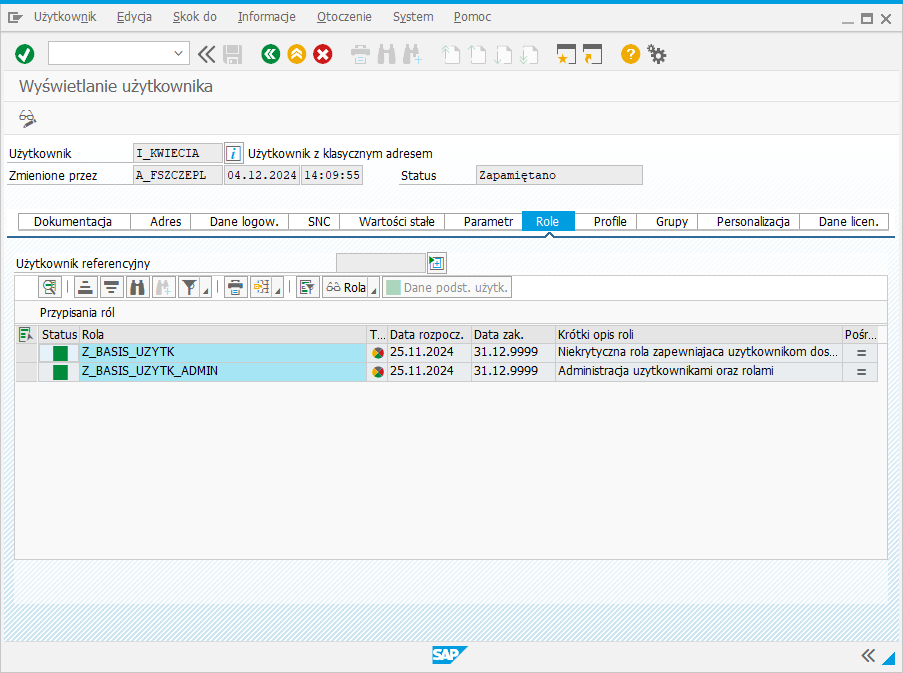 Użytkownik Edycja Skok do Informacje Otoczenie System Pomoc
Wyświetlanie użytkownika
Użytkownik I_KWIECIA Użytkownik z klasycznym adresem
Zmienione przez A_FSZCZEPL 04.12.2024 14:09:55 Status Zapamiętano
Dokumentacja Adres Dane logow. SNC Wartości stałe Parametr Role Profile Grupy Personalizacja Dane licen.
Użytkownik referencyjny
Rola Dane podst. użytk.
Przypisania ról
Status Rola T... Data rozpocz. Data zak. Krótki opis roli Pośr...
Z_BASIS_UZYTK 25.11.2024 31.12.9999 Niekrytyczna rola zapewniajaca uzytkownikom dos... =
Z_BASIS_UZYTK_ADMIN 25.11.2024 31.12.9999 Administracja uzytkownikami oraz rolami =
SAP